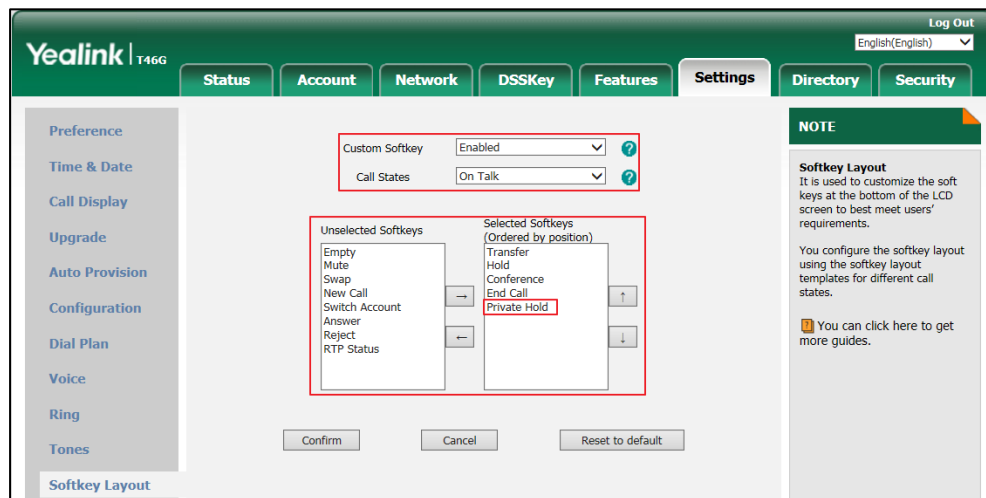 Log Out
English(English)
Yealink | T46G
Status
Account
Network
DSSKey
Features
Settings
Directory
Security
Preference
Time & Date
Call Display
Upgrade
Auto Provision
Configuration
Dial Plan
Voice
Ring
Tones
Softkey Layout
Custom Softkey
Enabled
?
Call States
On Talk
?
Unselected Softkeys
Empty
Mute
Swap
New Call
Switch Account
Answer
Reject
RTP Status
→
←
Selected Softkeys
(Ordered by position)
Transfer
Hold
Conference
End Call
Private Hold
↑
↓
Confirm
Cancel
Reset to default
NOTE
Softkey Layout
It is used to customize the soft
keys at the bottom of the LCD
screen to best meet users'
requirements.
You configure the softkey layout
using the softkey layout
templates for different call
states.
? You can click here to get
more guides.